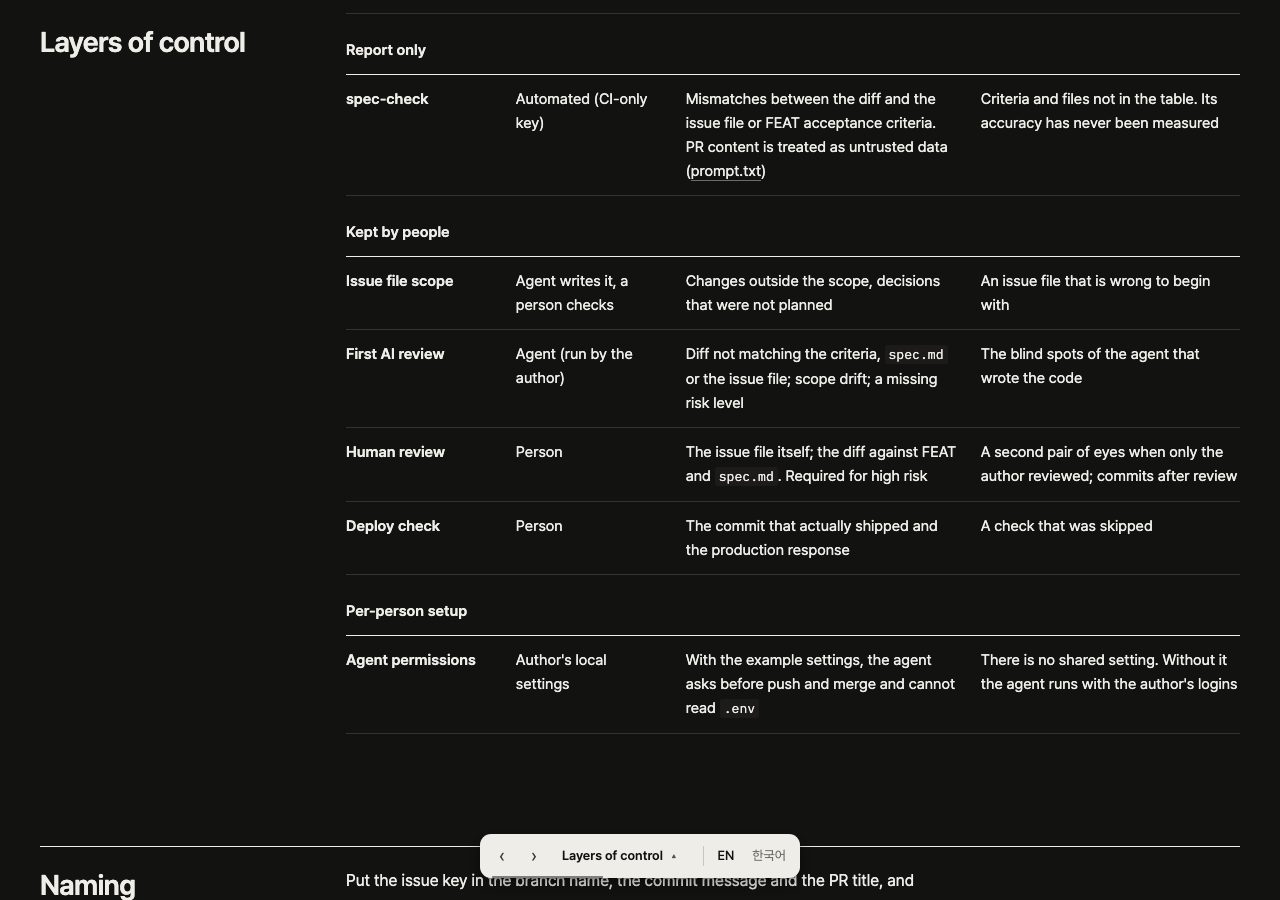 Layers of control
Report only
spec-check
Automated (CI-only
key)
Mismatches between the diff and the
issue file or FEAT acceptance criteria.
PR content is treated as untrusted data
(prompt.txt)
Criteria and files not in the table. Its
accuracy has never been measured
Kept by people
Issue file scope
Agent writes it, a
person checks
Changes outside the scope, decisions
that were not planned
An issue file that is wrong to begin
with
First AI review
Agent (run by the
author)
Diff not matching the criteria, spec.md
or the issue file; scope drift; a missing
risk level
The blind spots of the agent that
wrote the code
Human review
Person
The issue file itself; the diff against FEAT
and spec.md. Required for high risk
A second pair of eyes when only the
author reviewed; commits after review
Deploy check
Person
The commit that actually shipped and
the production response
A check that was skipped
Per-person setup
Agent permissions
Author's local
settings
With the example settings, the agent
asks before push and merge and cannot
read .env
There is no shared setting. Without it
the agent runs with the author's logins
‹ › Layers of control ▲ EN 한국어
Naming
Put the issue key in the branch name, the commit message and the PR title, and